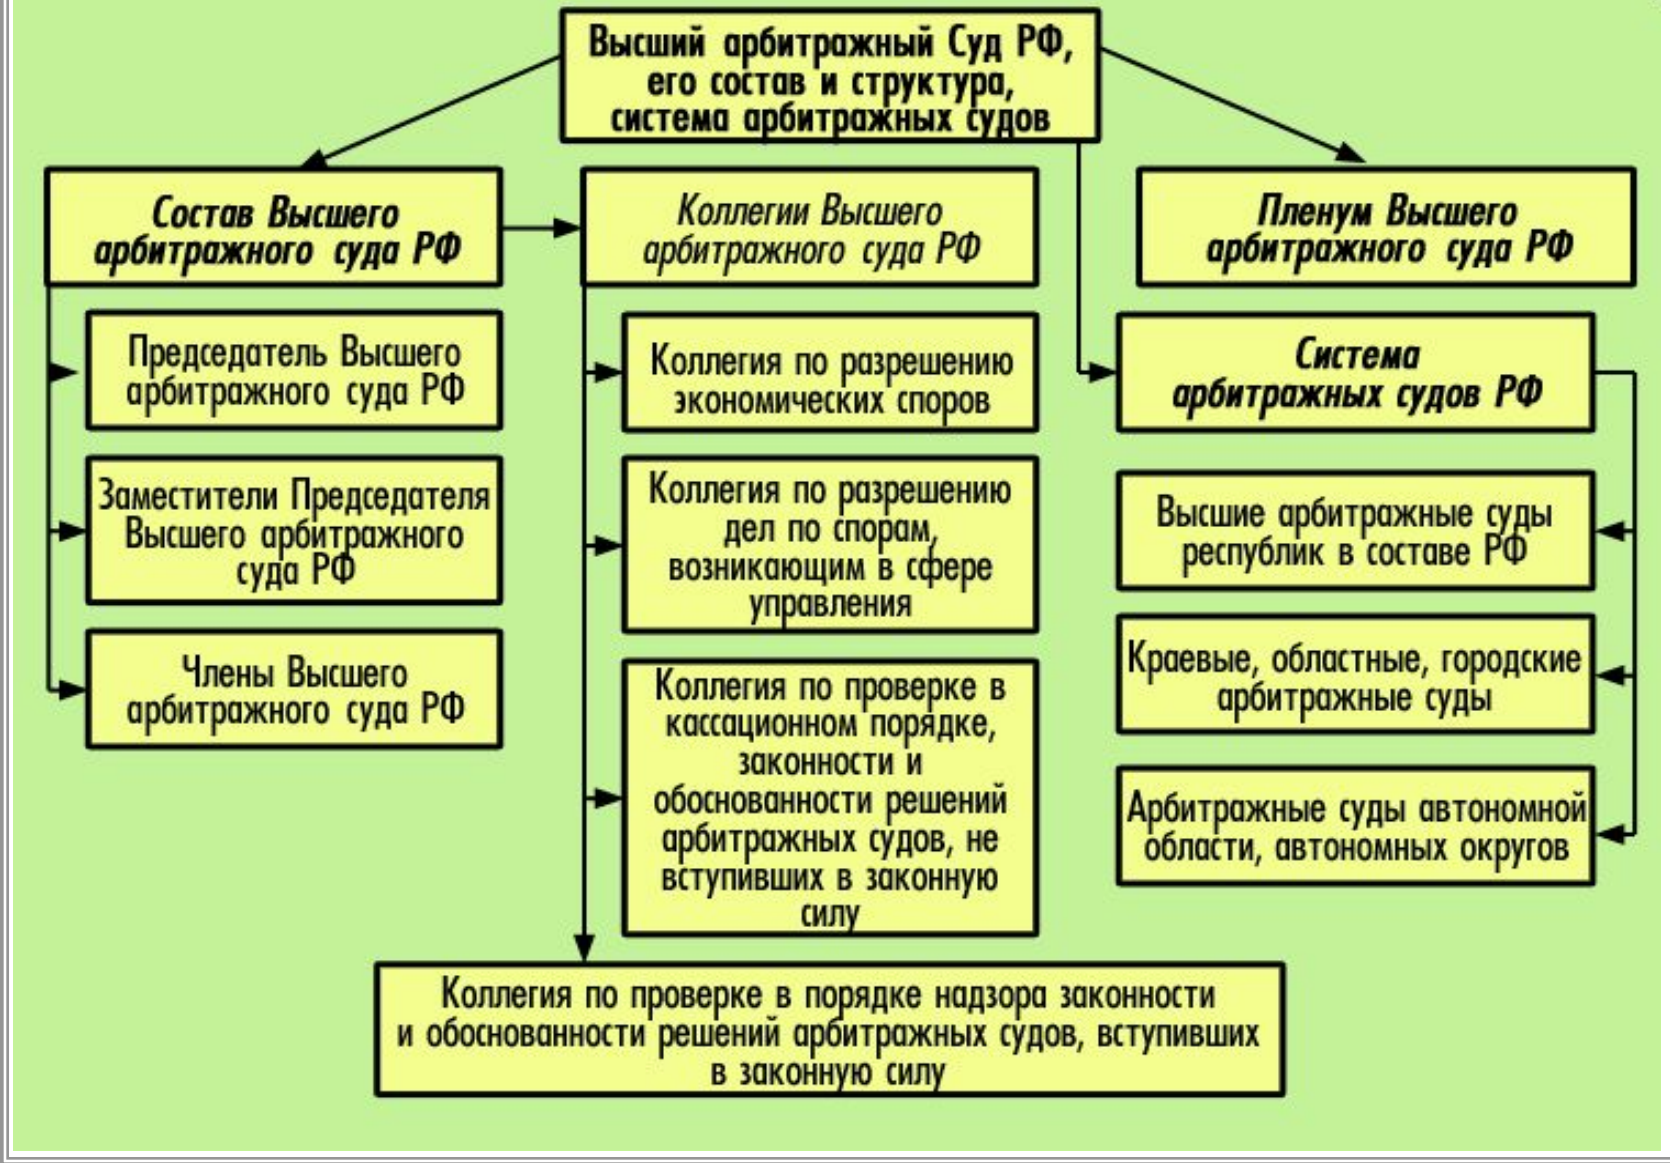 Высший арбитражный Суд РФ,
его состав и структура,
система арбитражных судов
Состав Высшего
арбитражного суда РФ
Коллегии Высшего
арбитражного суда РФ
Пленум Высшего
арбитражного суда РФ
Председатель Высшего
арбитражного суда РФ
Заместители Председателя
Высшего арбитражного
суда РФ
Члены Высшего
арбитражного суда РФ
Коллегия по разрешению
экономических споров
Коллегия по разрешению
дел по спорам,
возникающим в сфере
управления
Коллегия по проверке в
кассационном порядке,
законности и
обоснованности решений
арбитражных судов, не
вступивших в законную
силу
Коллегия по проверке в порядке надзора законности
и обоснованности решений арбитражных судов, вступивших
в законную силу
Система
арбитражных судов РФ
Высшие арбитражные суды
республик в составе РФ
Краевые, областные, городские
арбитражные суды
Арбитражные суды автономной
области, автономных округов